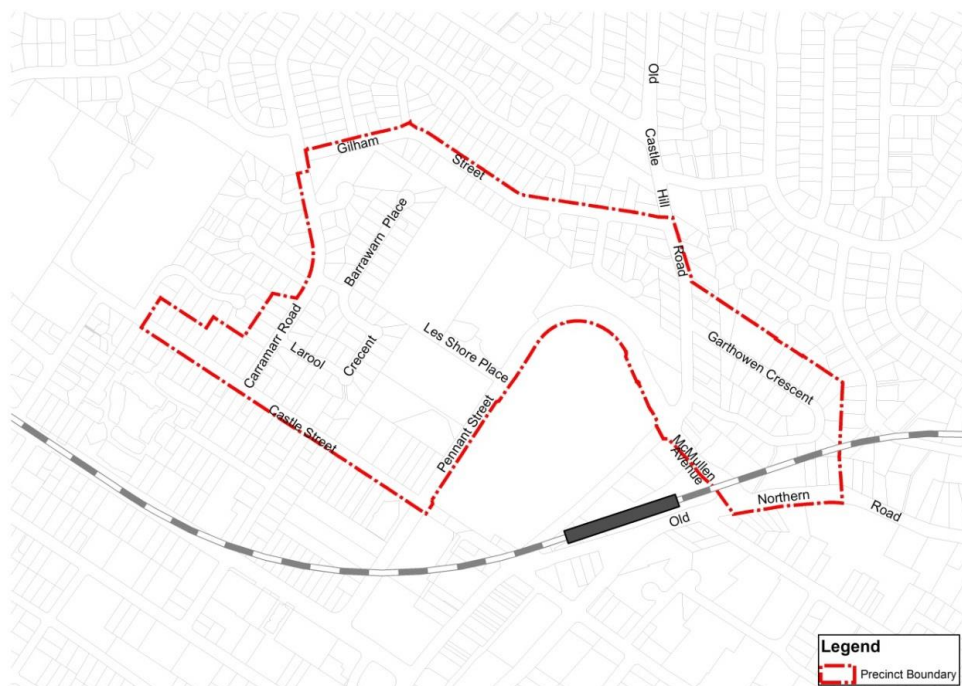 Old
Castle
Hill
Road
Gilham
Street
Barrawarn Place
Carramarr Road
Larool
Crecent
Les Shore Place
Garthowen Crescent
Castle Street
Pennant Street
McMullen
Avenue
Old
Northern
Road
Legend
Precinct Boundary